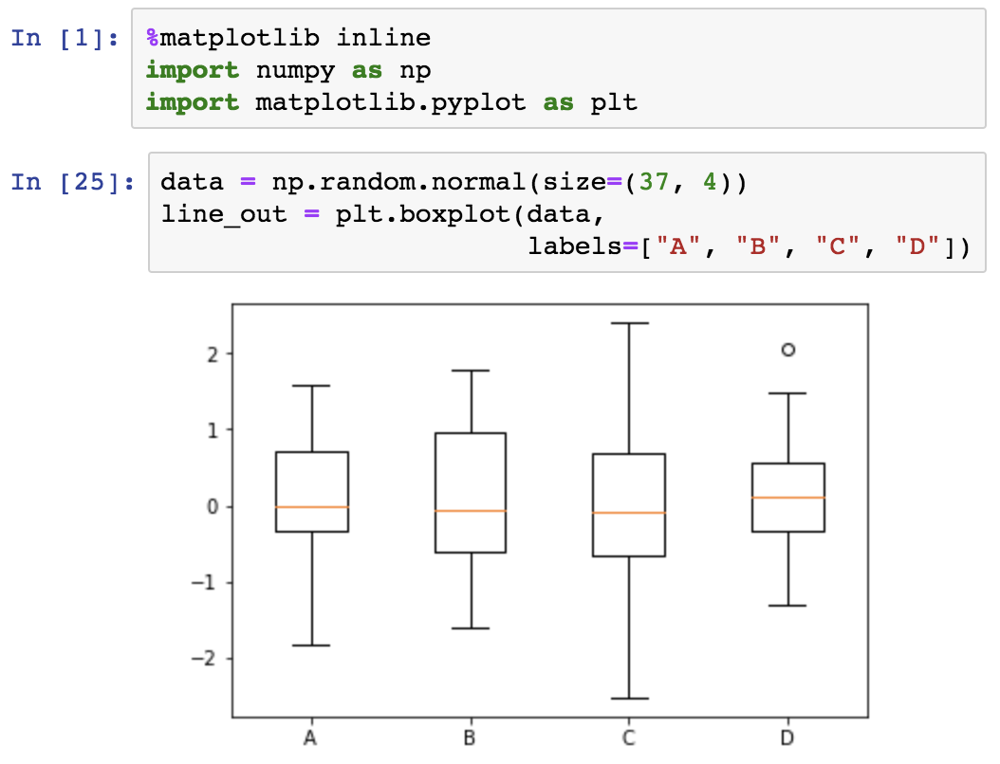 In [1]: %matplotlib inline
import numpy as np
import matplotlib.pyplot as plt
In [25]: data = np.random.normal(size=(37, 4))
line_out = plt.boxplot(data,
labels=["A", "B", "C", "D"])
2
1
0
−1
−2
A B C D